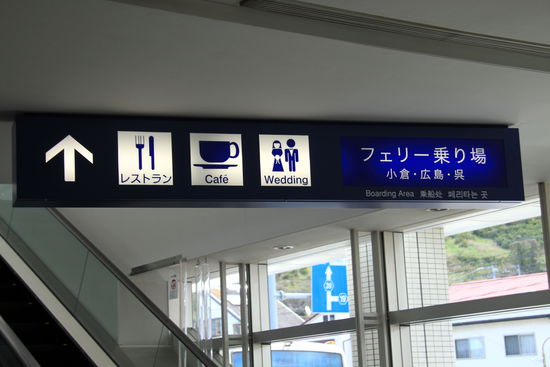 レストラン
Café
Wedding
フェリー乗り場
小倉・広島・呉
Boarding Area 乗船处 페리타는 곳